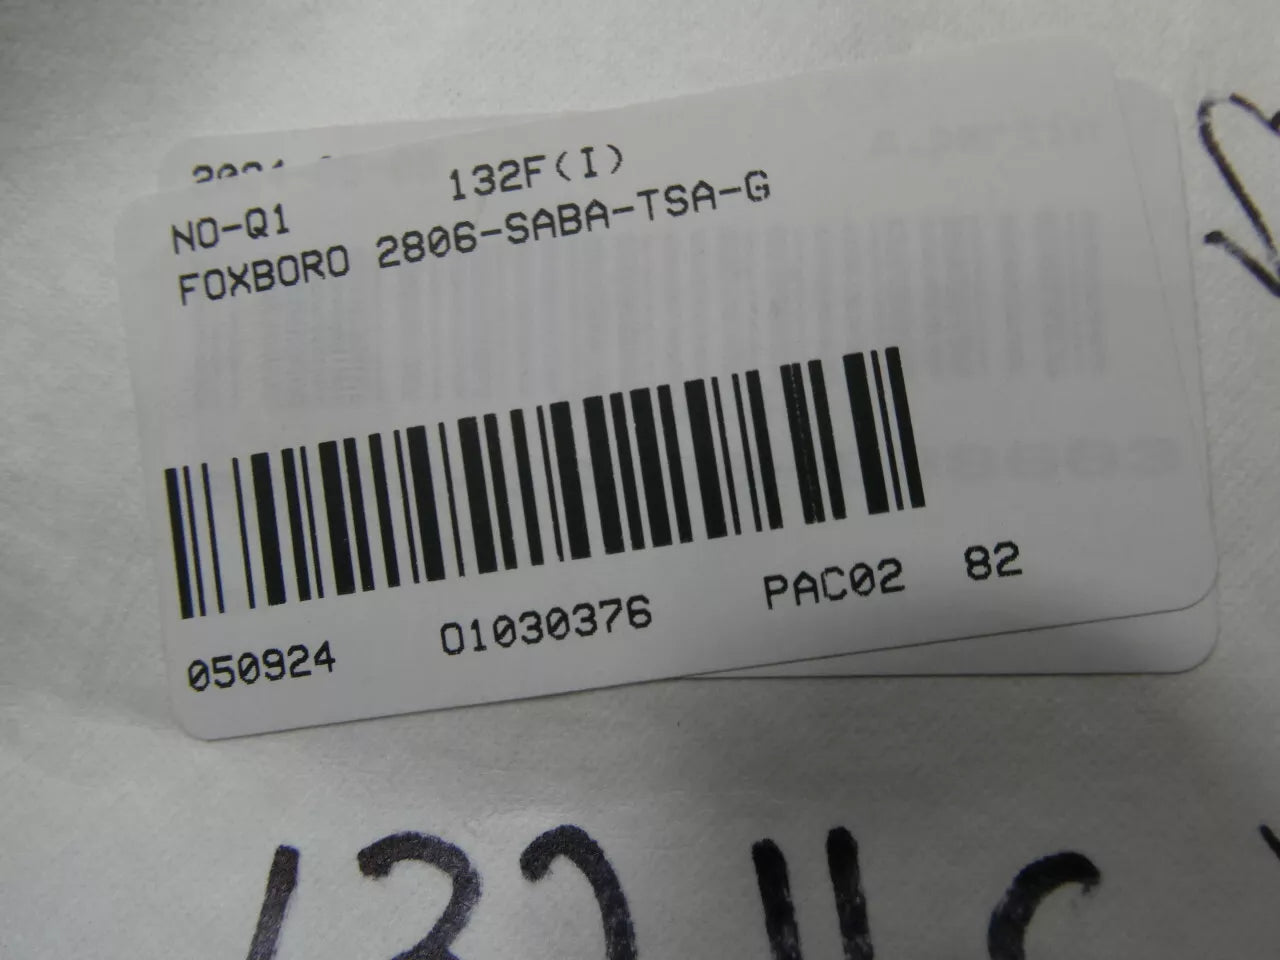 NO-Q1 132F(I)
FOXBORO 2806-SABA-TSA-G
050924 01030376 PAC02 82